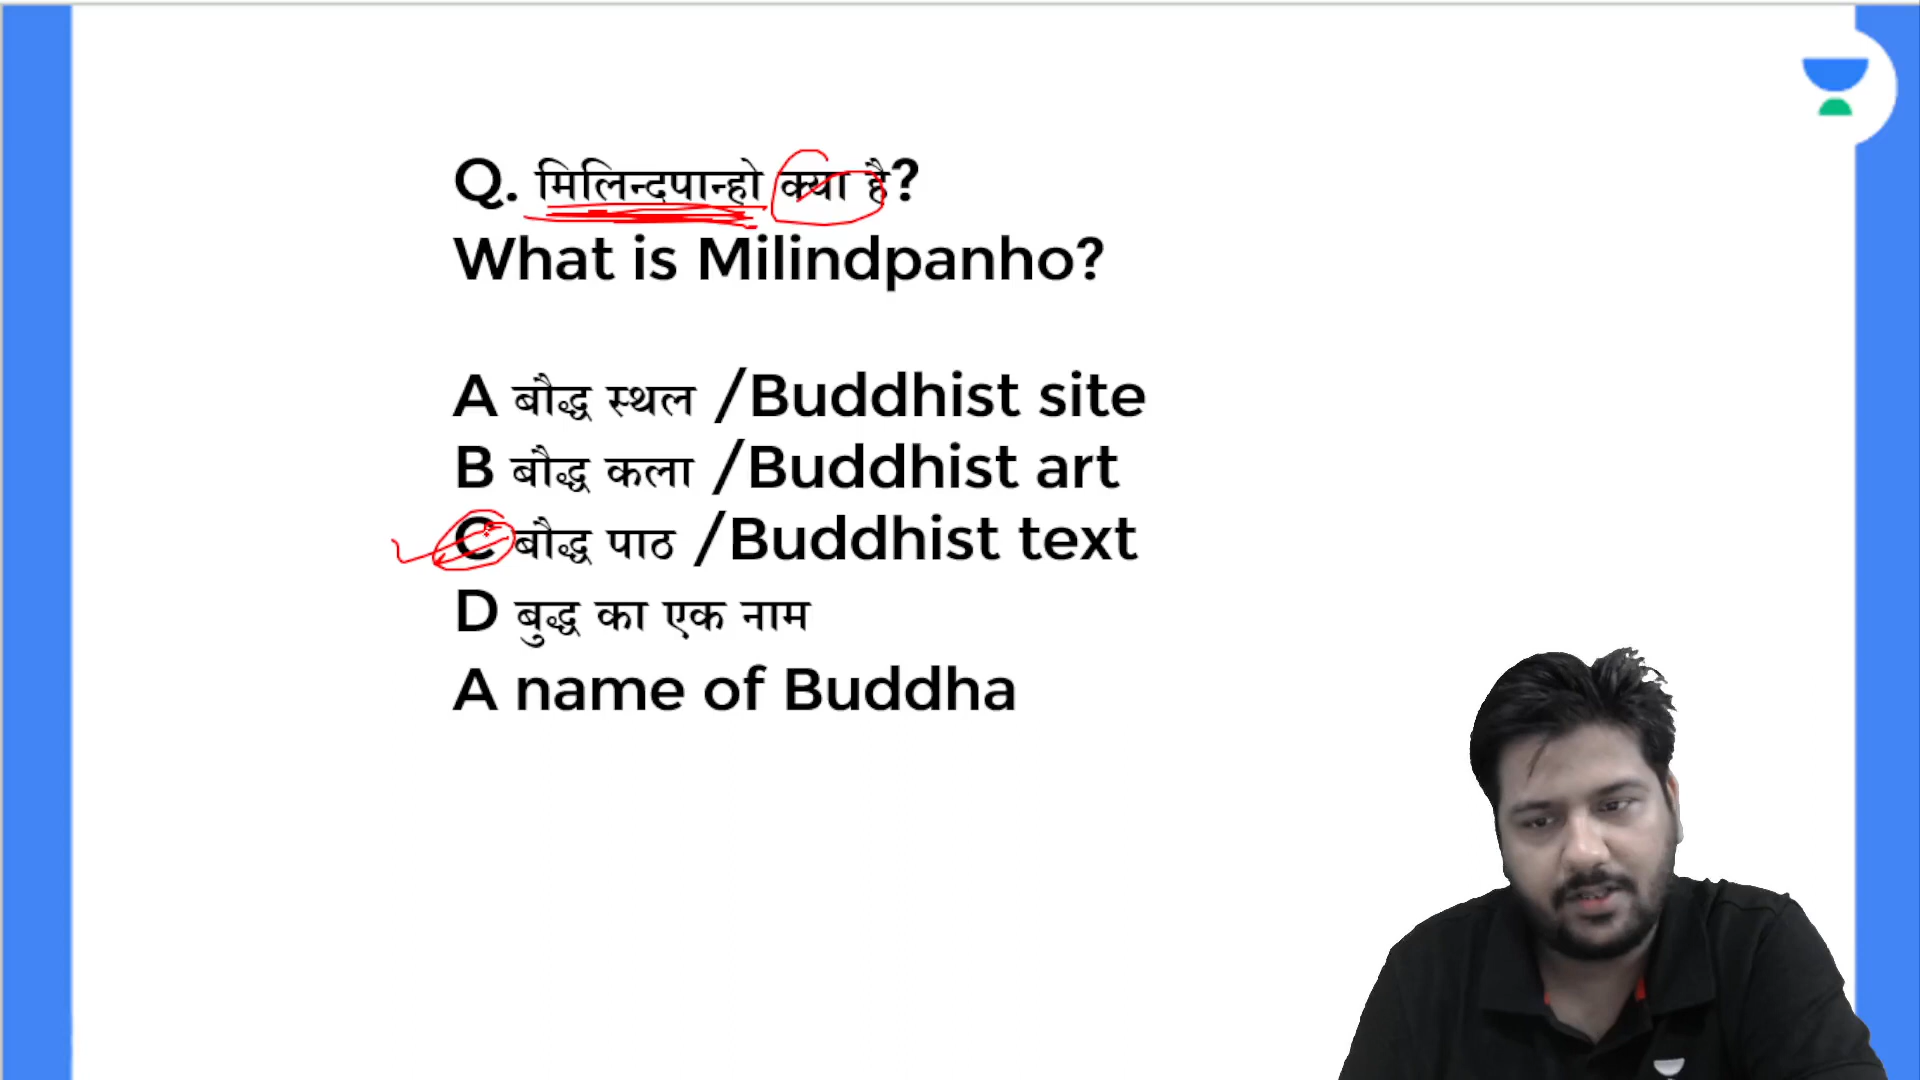 Q. मिलिन्दपान्हो क्या है?
What is Milindpanho?
A बौद्ध स्थल /Buddhist site
B बौद्ध कला /Buddhist art
C बौद्ध पाठ /Buddhist text
D बुद्ध का एक नाम
A name of Buddha